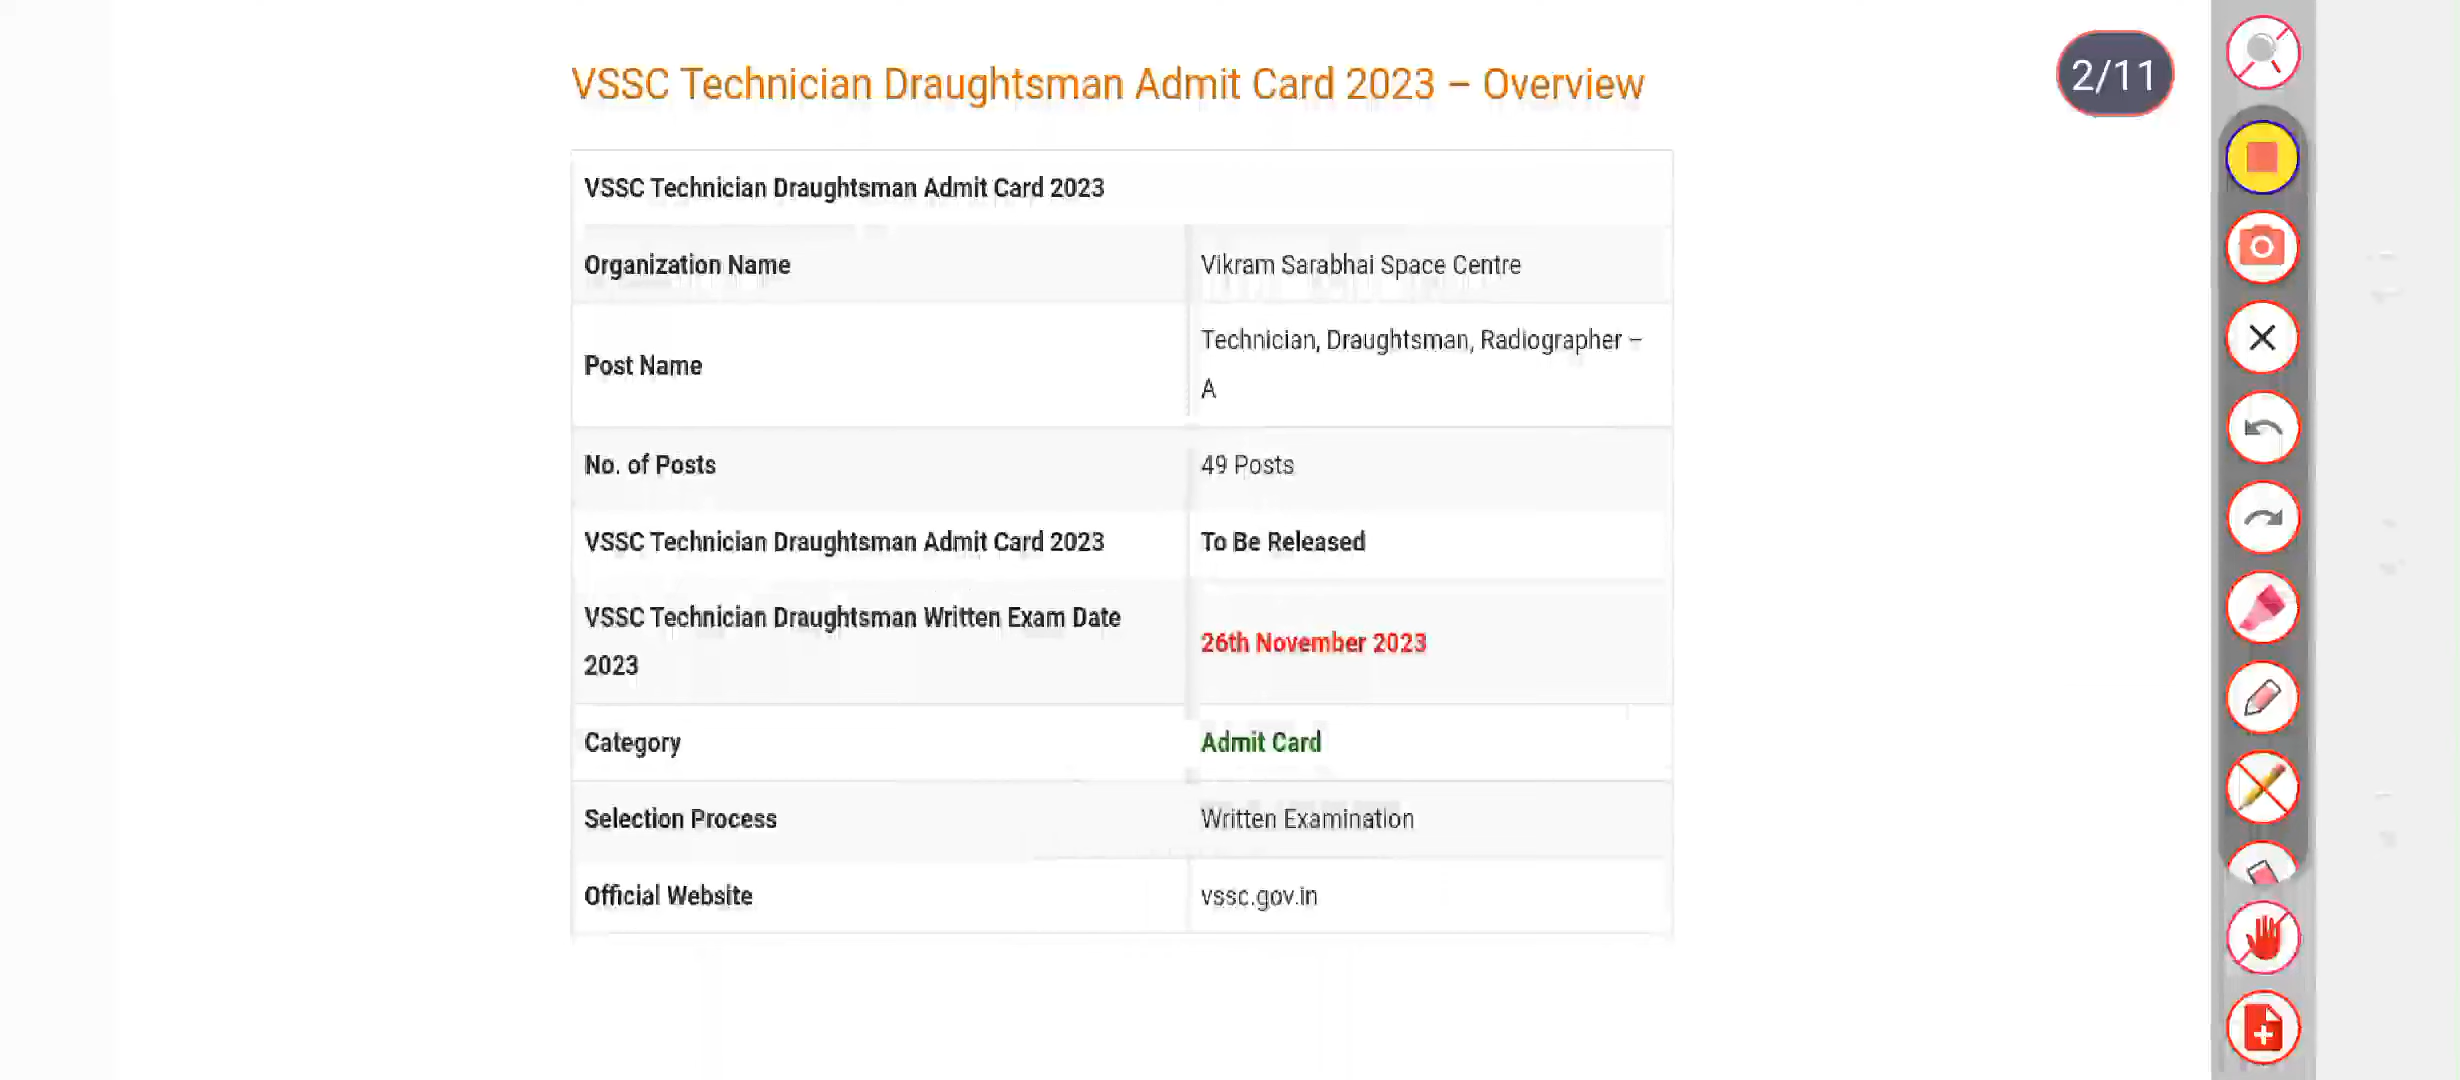 VSSC Technician Draughtsman Admit Card 2023 – Overview
2/11
VSSC Technician Draughtsman Admit Card 2023
Organization Name
Vikram Sarabhai Space Centre
Post Name
Technician, Draughtsman, Radiographer –
A
No. of Posts
49 Posts
VSSC Technician Draughtsman Admit Card 2023
To Be Released
VSSC Technician Draughtsman Written Exam Date
2023
26th November 2023
Category
Admit Card
Selection Process
Written Examination
Official Website
vssc.gov.in